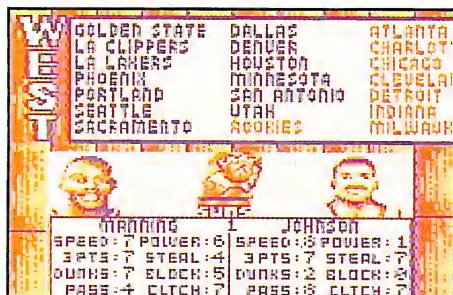 WEST
GOLDEN STATE DALLAS ATLANTA
LA CLIPPERS DENVER CHARLOTT
LA LAKERS HOUSTON CHICAGO
PHOENIX MINNESOTA CLEVELAN
PORTLAND SAN ANTONIO DETROIT
SEATTLE UTAH INDIANA
SACRAMENTO ROOKIES MILWAUK
MANNING 1 JOHNSON
SPEED:7 POWER:6 SPEED:8 POWER:1
3PTS:7 STEAL:4 3PTS:7 STEAL:7
DUNKS:7 BLOCK:5 DUNKS:2 BLOCK:0
PASS:4 CLTCH:7 PASS:8 CLTCH:7